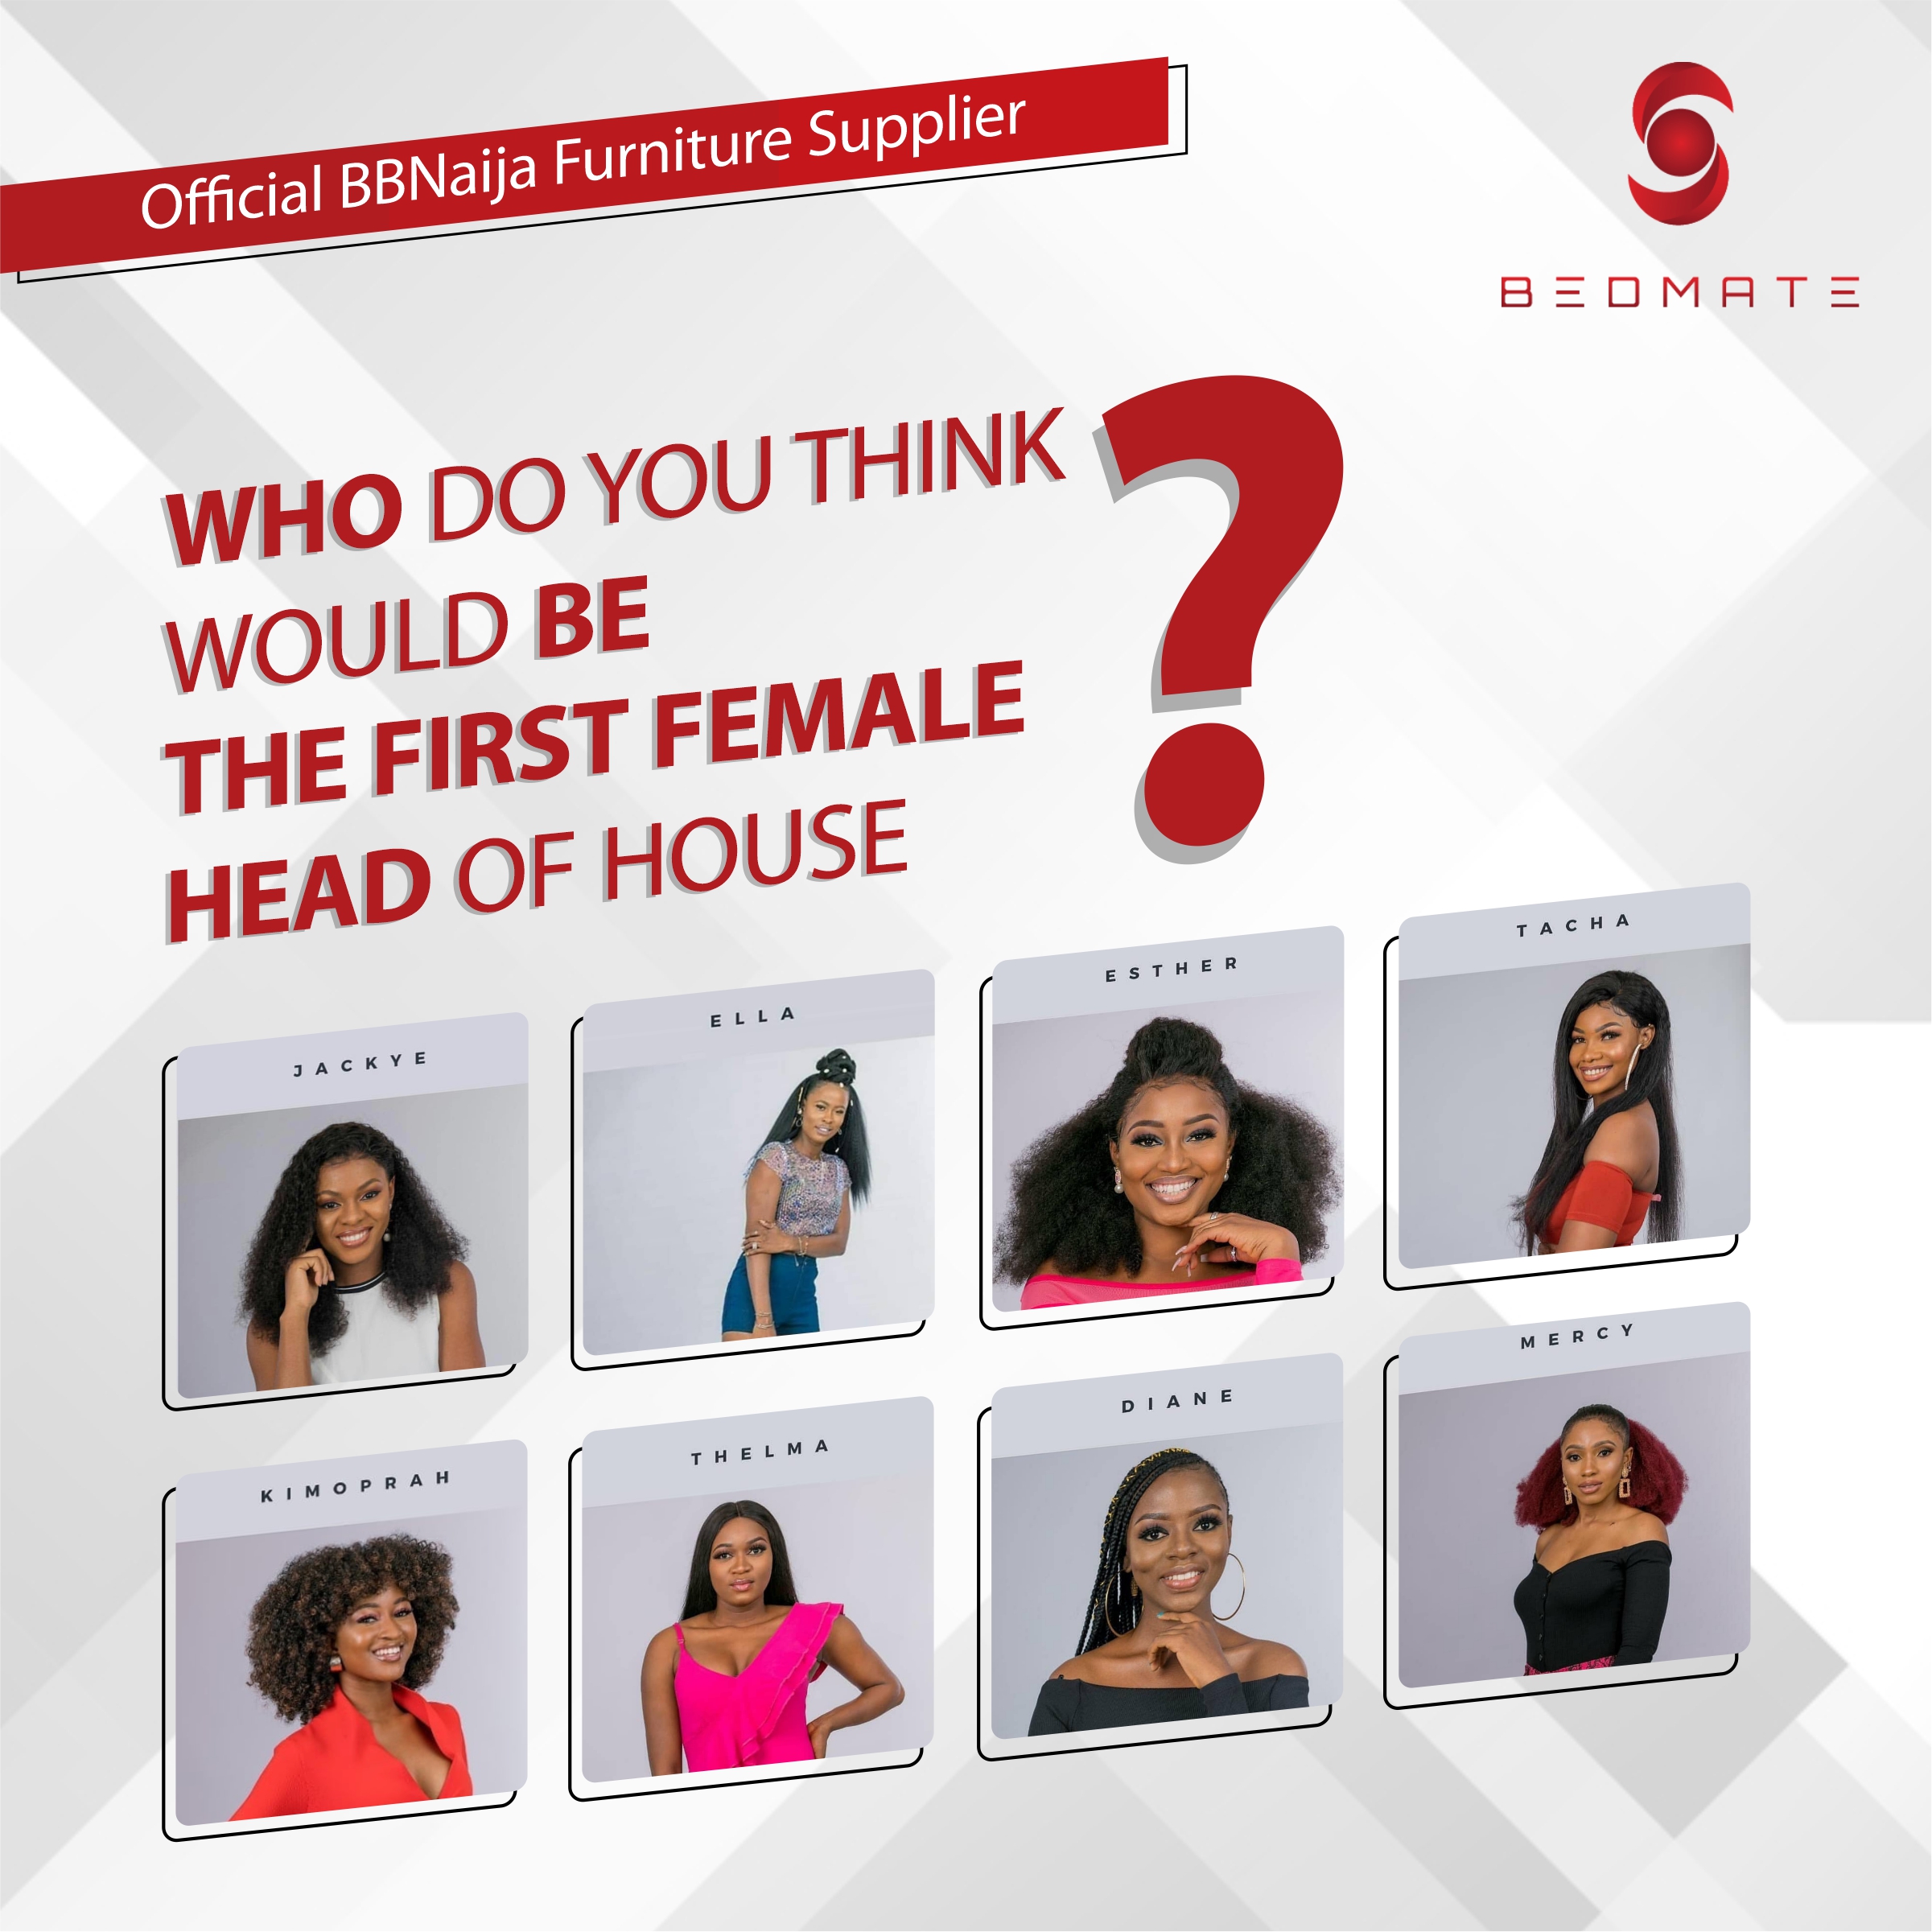 Official BBNaija Furniture Supplier
BEDMATE
WHO DO YOU THINK
WOULD BE
THE FIRST FEMALE
HEAD OF HOUSE
?
JACKYE
ELLA
ESTHER
TACHA
KIMOPRAH
THELMA
DIANE
MERCY